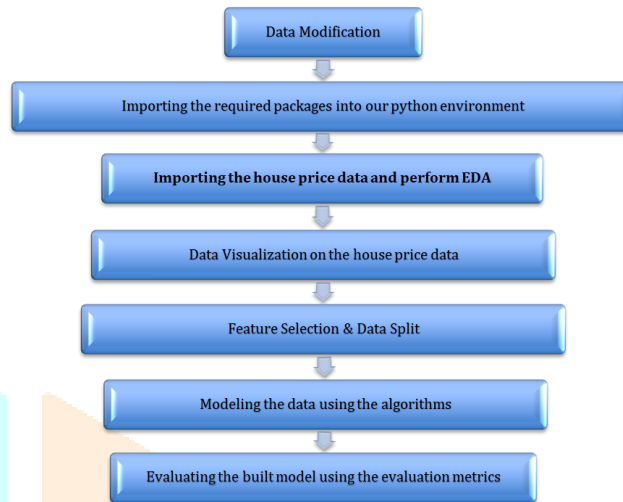 Data Modification
Importing the required packages into our python environment
Importing the house price data and perform EDA
Data Visualization on the house price data
Feature Selection & Data Split
Modeling the data using the algorithms
Evaluating the built model using the evaluation metrics